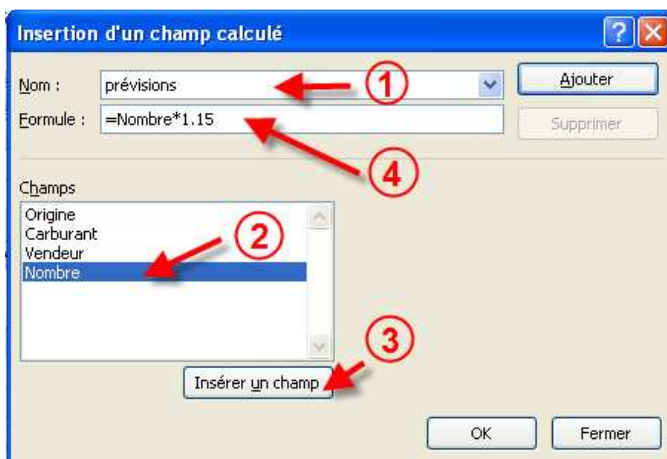 Insertion d'un champ calculé
Nom : prévisions 1 Ajouter
Formule : =Nombre*1.15 Supprimer
4
Champs
Origine
Carburant
Vendeur
Nombre
2
3
Insérer un champ
OK Fermer